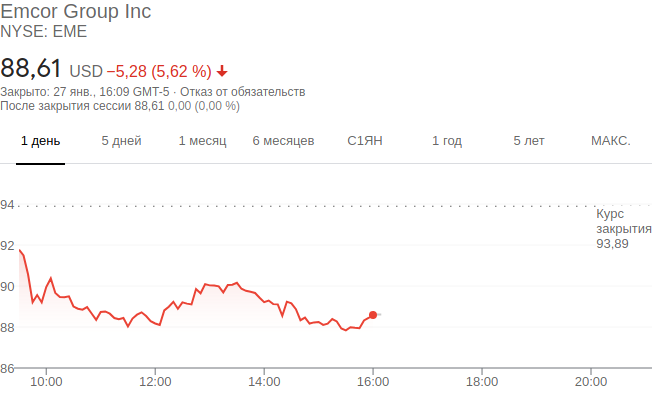 Emcor Group Inc
NYSE: EME
88,61 USD −5,28 (5,62 %)
Закрыто: 27 янв., 16:09 GMT-5 · Отказ от обязательств
После закрытия сессии 88,61 0,00 (0,00 %)
1 день 5 дней 1 месяц 6 месяцев С1ЯН 1 год 5 лет МАКС.
94
Курс
закрытия
93,89
92
90
88
86
10:00 12:00 14:00 16:00 18:00 20:00